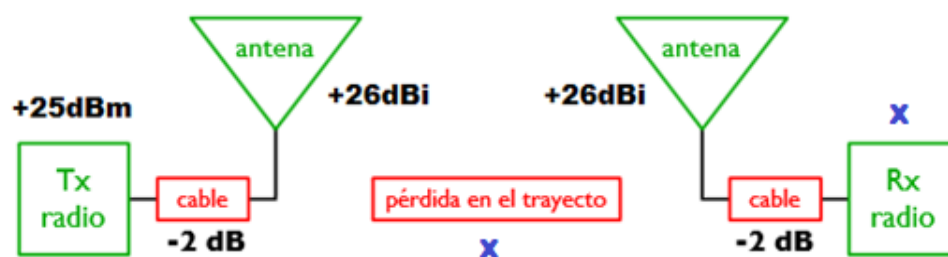 antena
antena
+25dBm
+26dBi
+26dBi
x
Tx
radio
cable
pérdida en el trayecto
cable
Rx
radio
-2 dB
x
-2 dB